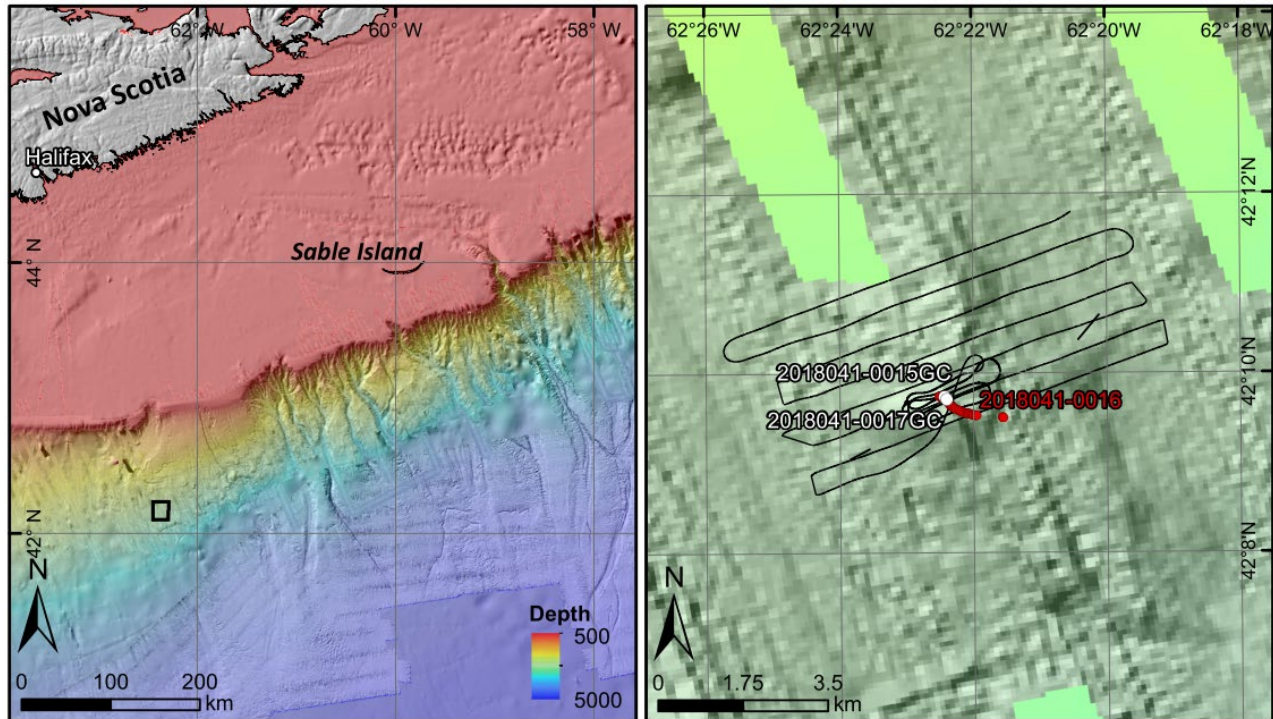 62° W
60° W
58° W
Nova Scotia
Halifax
Sable Island
44° N
42° N
N
Depth
500
5000
0
100
200
km
62°26'W
62°24'W
62°22'W
62°20'W
62°18'W
42°12'N
42°10'N
42°8'N
2018041-0015GC
2018041-0016
2018041-0017GC
N
0
1.75
3.5
km